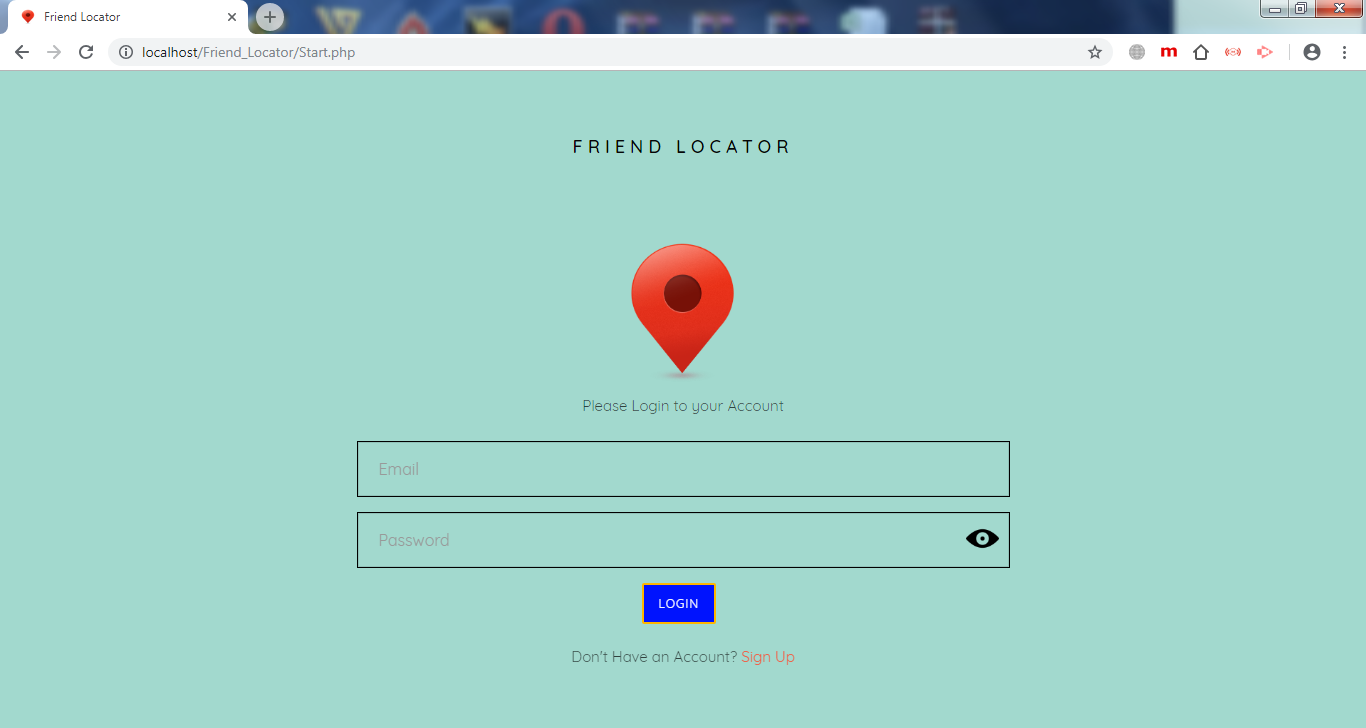 Friend Locator
localhost/Friend_Locator/Start.php
m
FRIEND LOCATOR
Please Login to your Account
Email
Password
LOGIN
Don't Have an Account? Sign Up